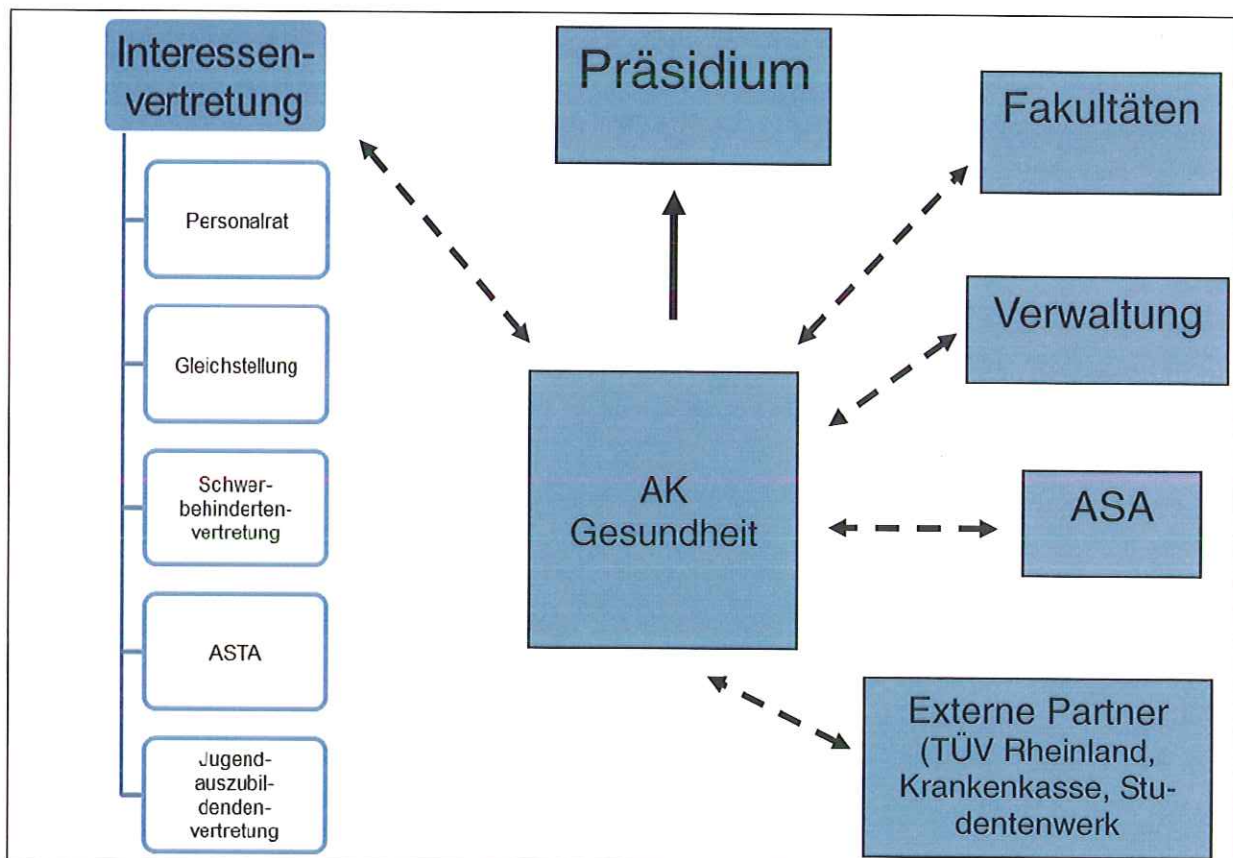 Interessen-
vertretung
Personalrat
Gleichstellung
Schwer-
behinderten-
vertretung
ASTA
Jugend-
auszubil-
denden-
vertretung
Präsidium
AK
Gesundheit
Fakultäten
Verwaltung
ASA
Externe Partner
(TÜV Rheinland,
Krankenkasse, Stu-
dentenwerk